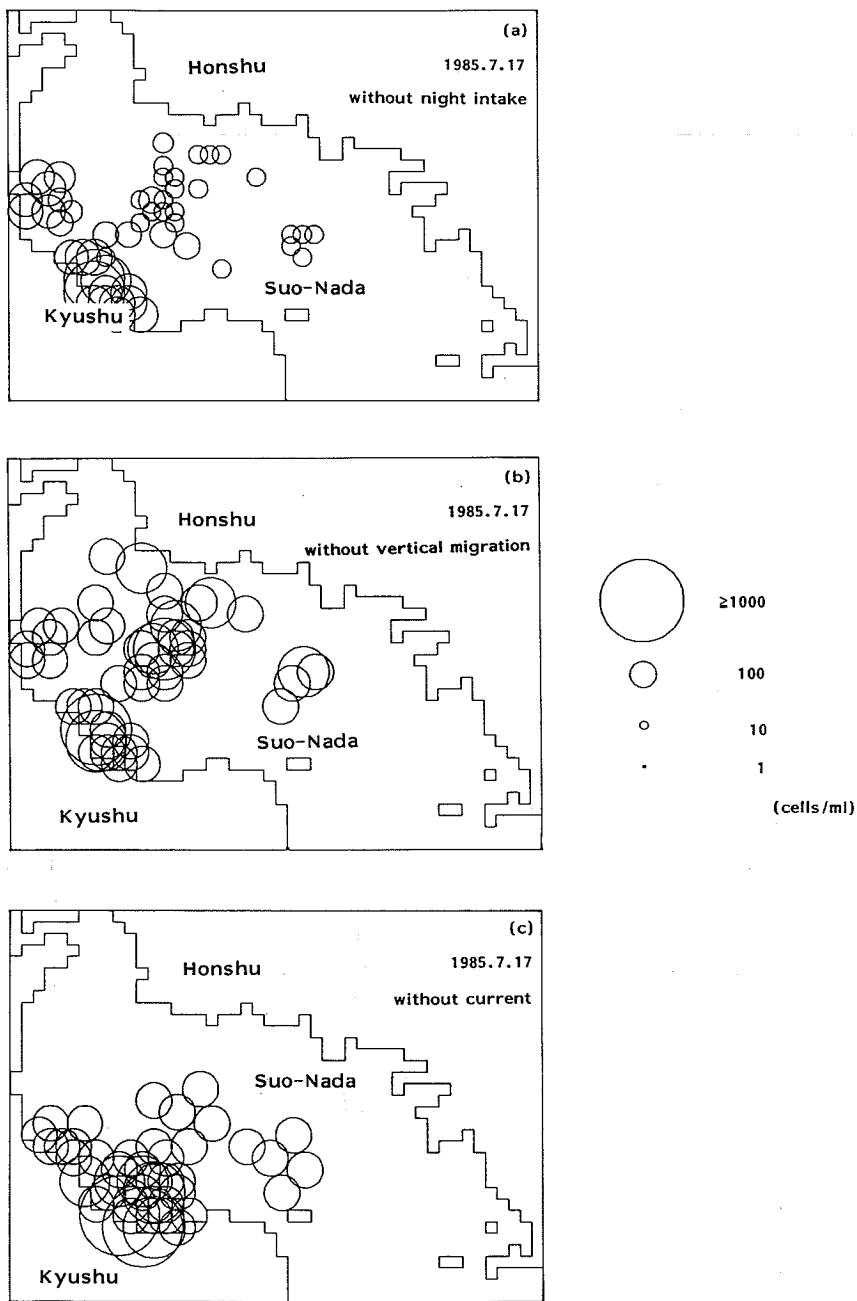 (a)
Honshu
1985.7.17
without night intake
Suo-Nada
Kyushu
(b)
1985.7.17
Honshu
without vertical migration
Suo-Nada
Kyushu
≥1000
100
10
1
(cells/ml)
(c)
Honshu
1985.7.17
without current
Suo-Nada
Kyushu